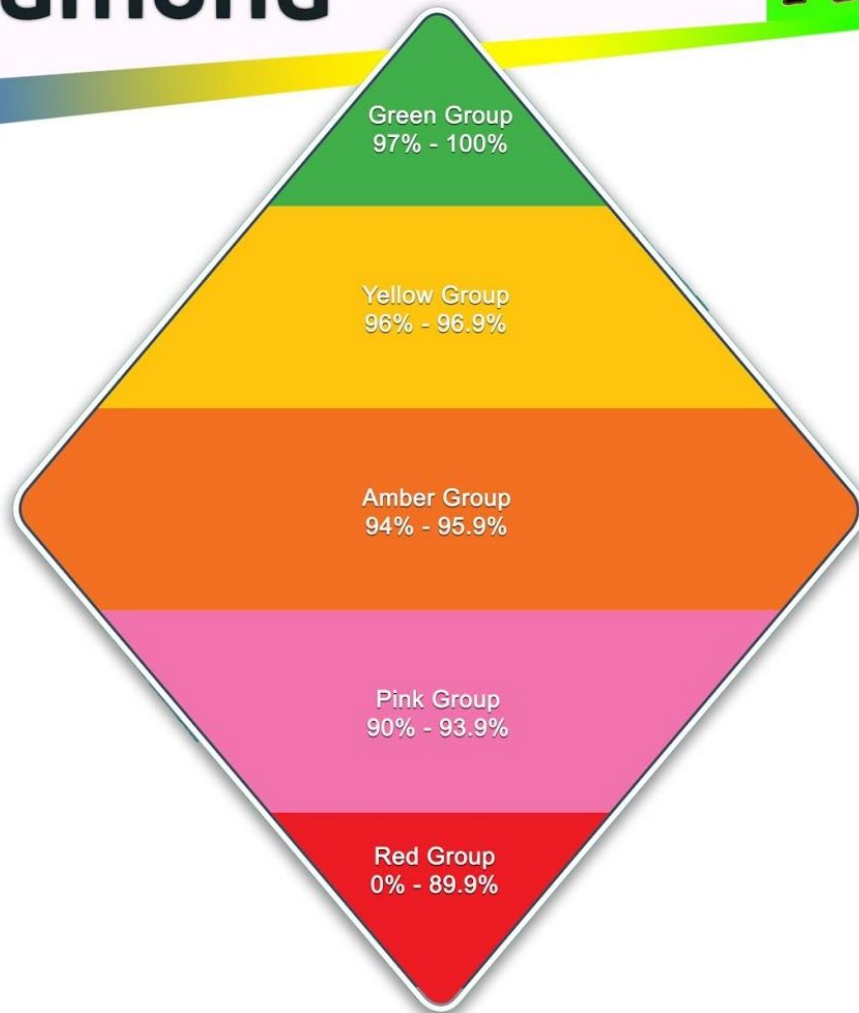 Green Group
97% - 100%
Yellow Group
96% - 96.9%
Amber Group
94% - 95.9%
Pink Group
90% - 93.9%
Red Group
0% - 89.9%